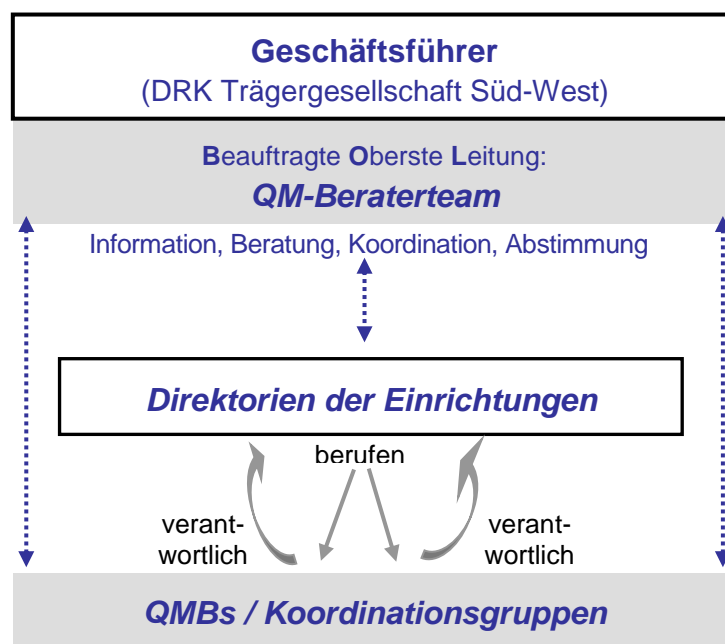 Geschäftsführer
(DRK Trägergesellschaft Süd-West)
Beauftragte Oberste Leitung:
QM-Beraterteam
Information, Beratung, Koordination, Abstimmung
Direktorien der Einrichtungen
berufen
verant-
wortlich
verant-
wortlich
QMBs / Koordinationsgruppen